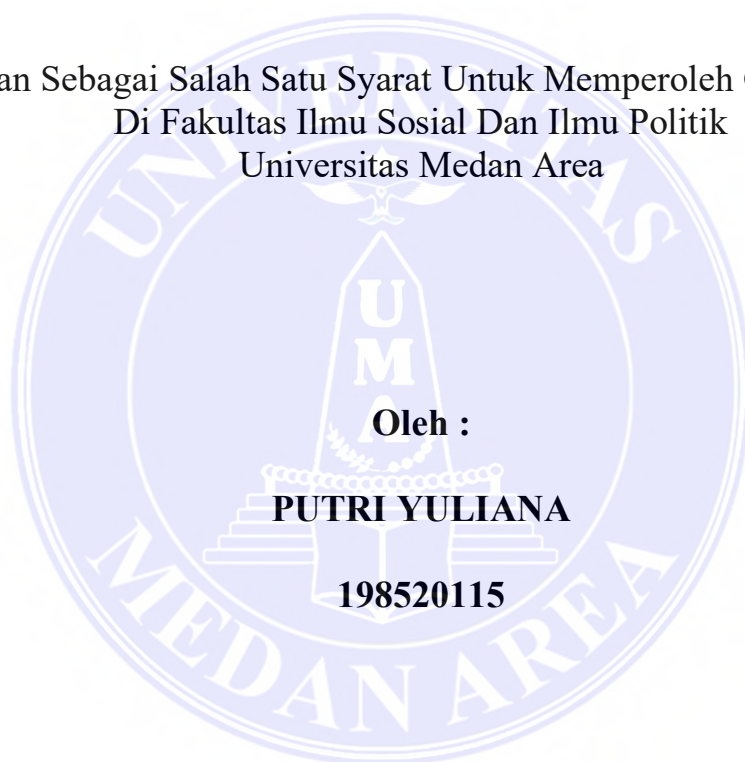 an Sebagai Salah Satu Syarat Untuk Memperoleh
Di Fakultas Ilmu Sosial Dan Ilmu Politik
Universitas Medan Area
UNIVERSITAS
U
M
A
Oleh :
PUTRI YULIANA
198520115
MEDAN AREA